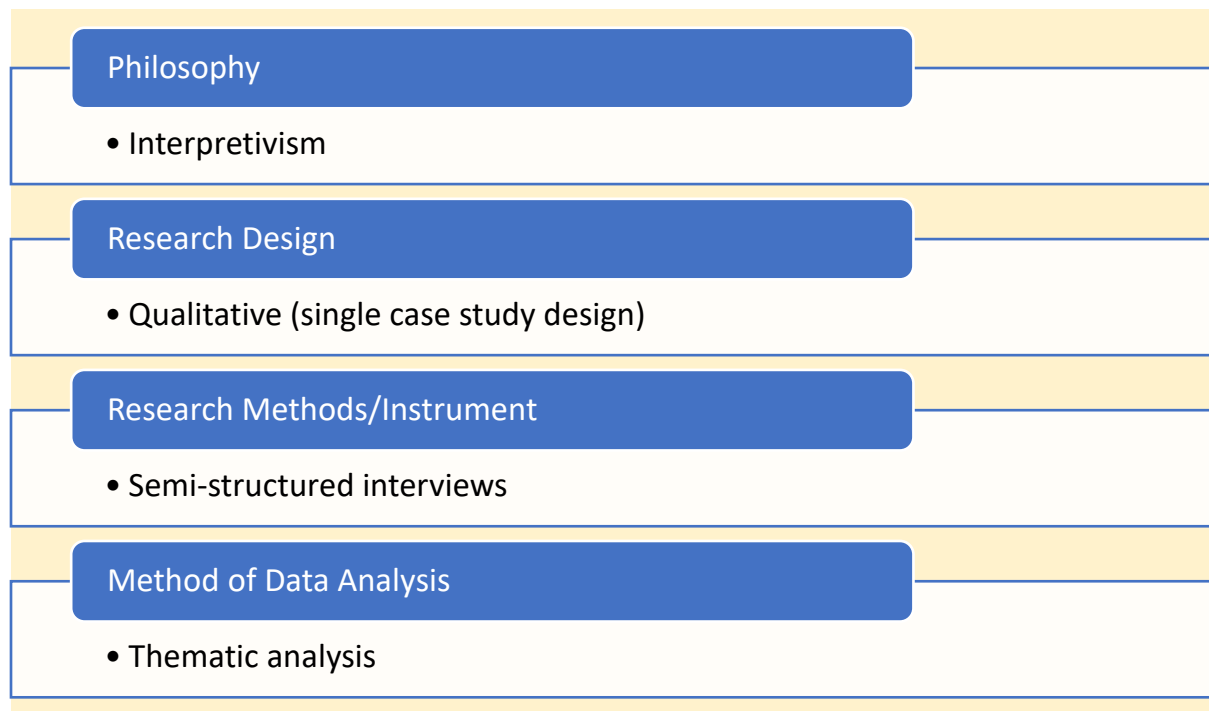 Philosophy
• Interpretivism
Research Design
• Qualitative (single case study design)
Research Methods/Instrument
• Semi-structured interviews
Method of Data Analysis
• Thematic analysis